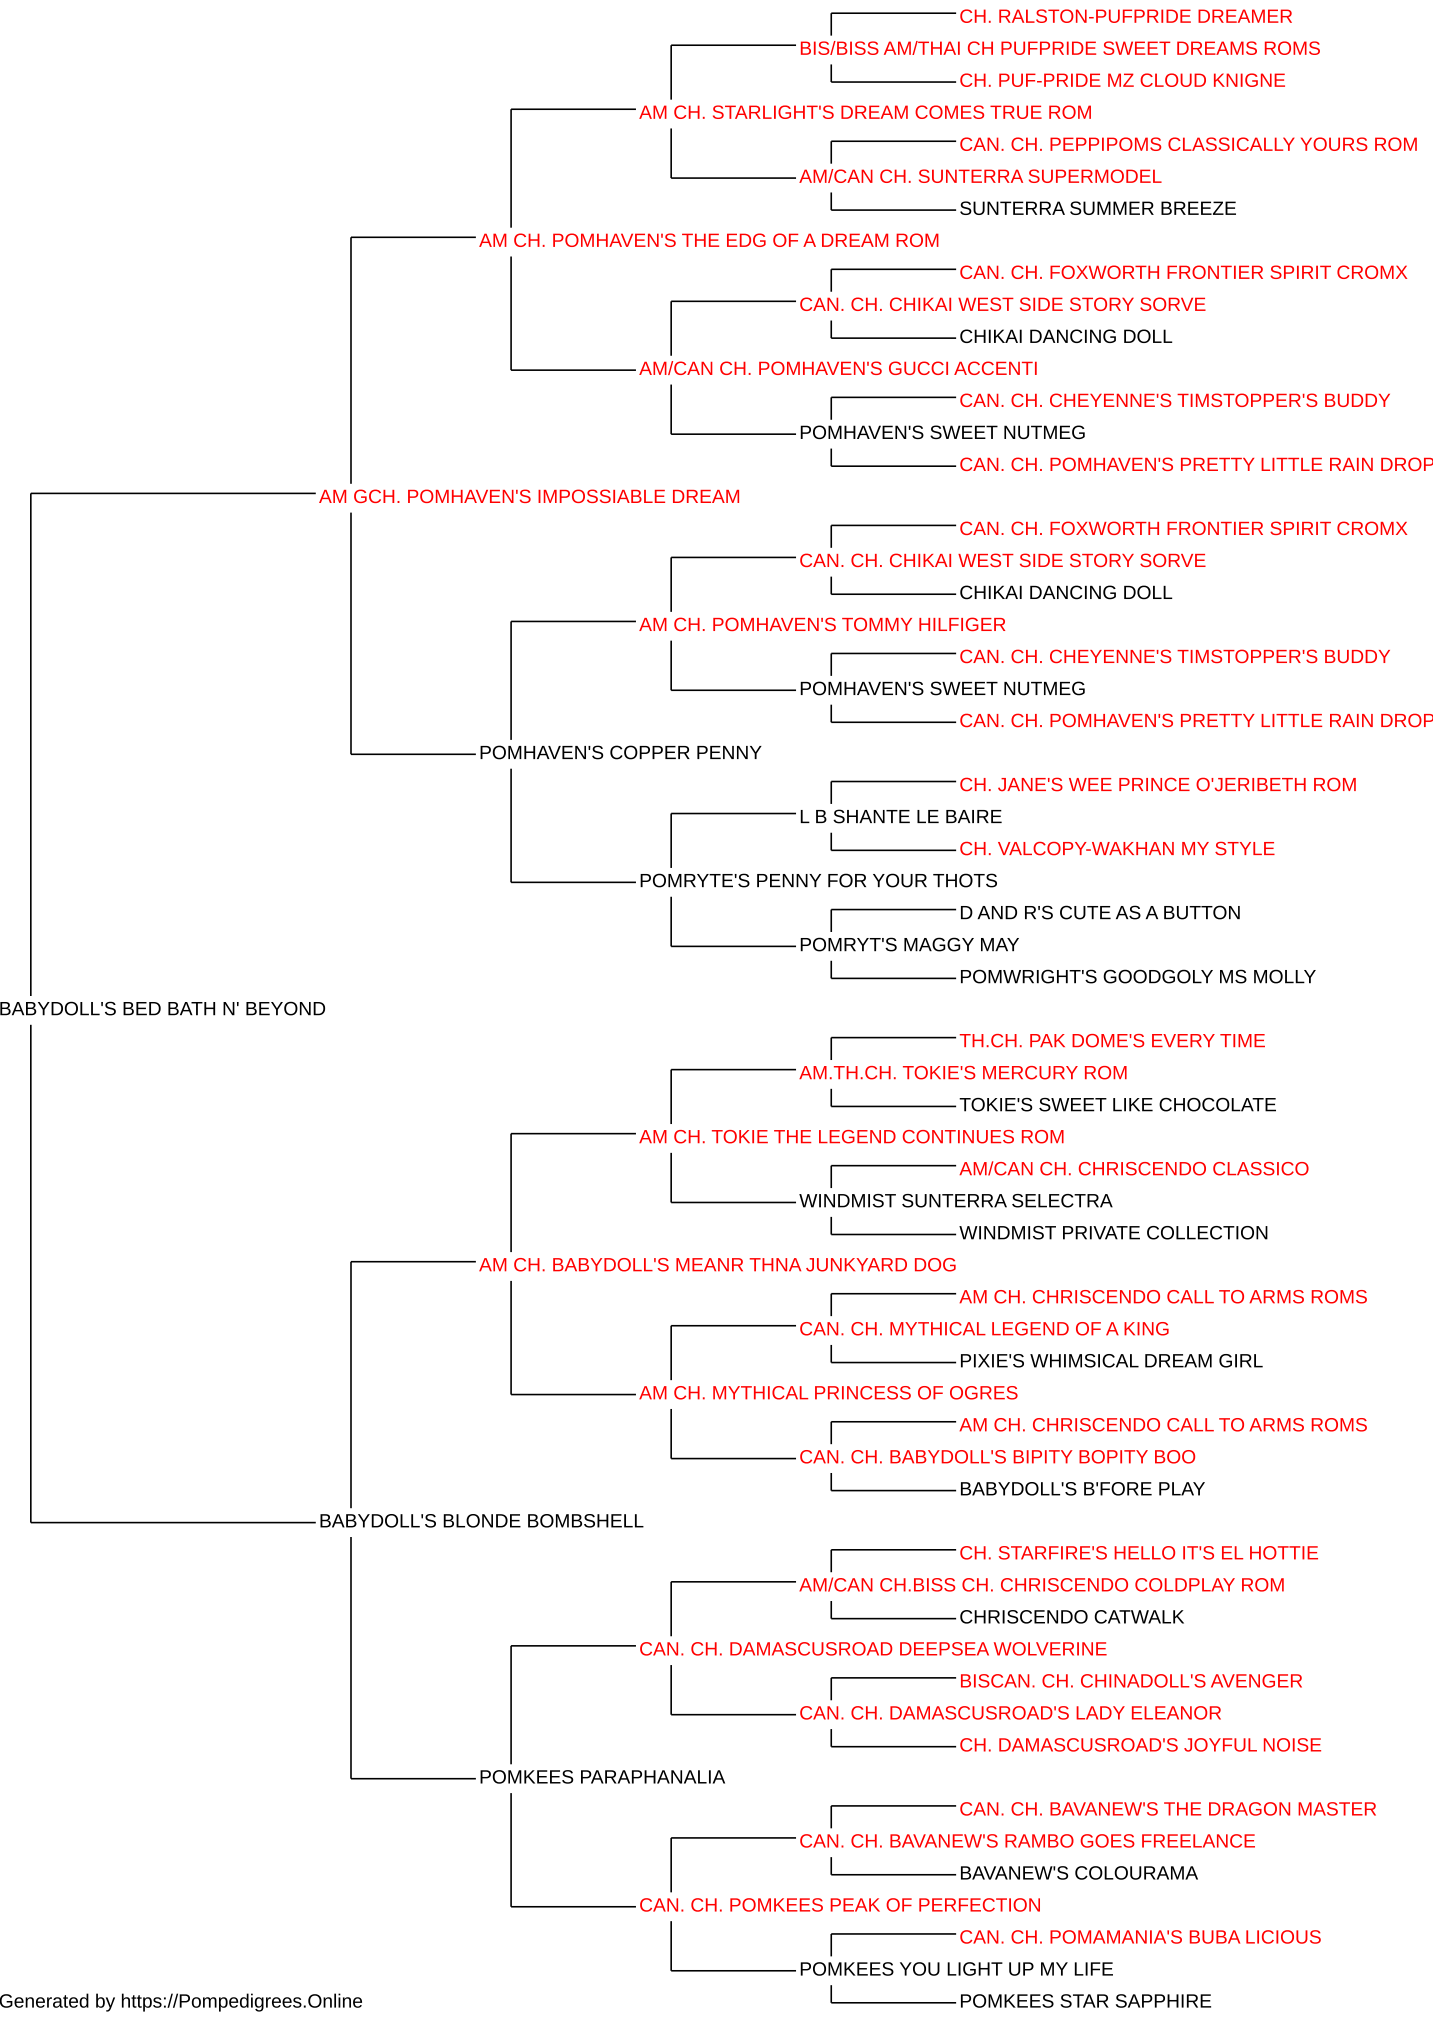 CH. RALSTON-PUFPRIDE DREAMER
BIS/BISS AM/THAI CH PUFPRIDE SWEET DREAMS ROMS
CH. PUF-PRIDE MZ CLOUD KNIGNE
AM CH. STARLIGHT'S DREAM COMES TRUE ROM
CAN. CH. PEPPIPOMS CLASSICALLY YOURS ROM
AM/CAN CH. SUNTERRA SUPERMODEL
SUNTERRA SUMMER BREEZE
AM CH. POMHAVEN'S THE EDG OF A DREAM ROM
CAN. CH. FOXWORTH FRONTIER SPIRIT CROMX
CAN. CH. CHIKAI WEST SIDE STORY SORVE
CHIKAI DANCING DOLL
AM/CAN CH. POMHAVEN'S GUCCI ACCENTI
CAN. CH. CHEYENNE'S TIMSTOPPER'S BUDDY
POMHAVEN'S SWEET NUTMEG
CAN. CH. POMHAVEN'S PRETTY LITTLE RAIN DROP
AM GCH. POMHAVEN'S IMPOSSIABLE DREAM
CAN. CH. FOXWORTH FRONTIER SPIRIT CROMX
CAN. CH. CHIKAI WEST SIDE STORY SORVE
CHIKAI DANCING DOLL
AM CH. POMHAVEN'S TOMMY HILFIGER
CAN. CH. CHEYENNE'S TIMSTOPPER'S BUDDY
POMHAVEN'S SWEET NUTMEG
CAN. CH. POMHAVEN'S PRETTY LITTLE RAIN DROP
POMHAVEN'S COPPER PENNY
CH. JANE'S WEE PRINCE O'JERIBETH ROM
L B SHANTE LE BAIRE
CH. VALCOPY-WAKHAN MY STYLE
POMRYTE'S PENNY FOR YOUR THOTS
D AND R'S CUTE AS A BUTTON
POMRYT'S MAGGY MAY
POMWRIGHT'S GOODGOLY MS MOLLY
BABYDOLL'S BED BATH N' BEYOND
TH.CH. PAK DOME'S EVERY TIME
AM.TH.CH. TOKIE'S MERCURY ROM
TOKIE'S SWEET LIKE CHOCOLATE
AM CH. TOKIE THE LEGEND CONTINUES ROM
AM/CAN CH. CHRISCENDO CLASSICO
WINDMIST SUNTERRA SELECTRA
WINDMIST PRIVATE COLLECTION
AM CH. BABYDOLL'S MEANR THNA JUNKYARD DOG
AM CH. CHRISCENDO CALL TO ARMS ROMS
CAN. CH. MYTHICAL LEGEND OF A KING
PIXIE'S WHIMSICAL DREAM GIRL
AM CH. MYTHICAL PRINCESS OF OGRES
AM CH. CHRISCENDO CALL TO ARMS ROMS
CAN. CH. BABYDOLL'S BIPITY BOPITY BOO
BABYDOLL'S B'FORE PLAY
BABYDOLL'S BLONDE BOMBSHELL
CH. STARFIRE'S HELLO IT'S EL HOTTIE
AM/CAN CH.BISS CH. CHRISCENDO COLDPLAY ROM
CHRISCENDO CATWALK
CAN. CH. DAMASCUSROAD DEEPSEA WOLVERINE
BISCAN. CH. CHINADOLL'S AVENGER
CAN. CH. DAMASCUSROAD'S LADY ELEANOR
CH. DAMASCUSROAD'S JOYFUL NOISE
POMKEES PARAPHANALIA
CAN. CH. BAVANEW'S THE DRAGON MASTER
CAN. CH. BAVANEW'S RAMBO GOES FREELANCE
BAVANEW'S COLOURAMA
CAN. CH. POMKEES PEAK OF PERFECTION
CAN. CH. POMAMANIA'S BUBA LICIOUS
POMKEES YOU LIGHT UP MY LIFE
POMKEES STAR SAPPHIRE
Generated by https://Pompedigrees.Online